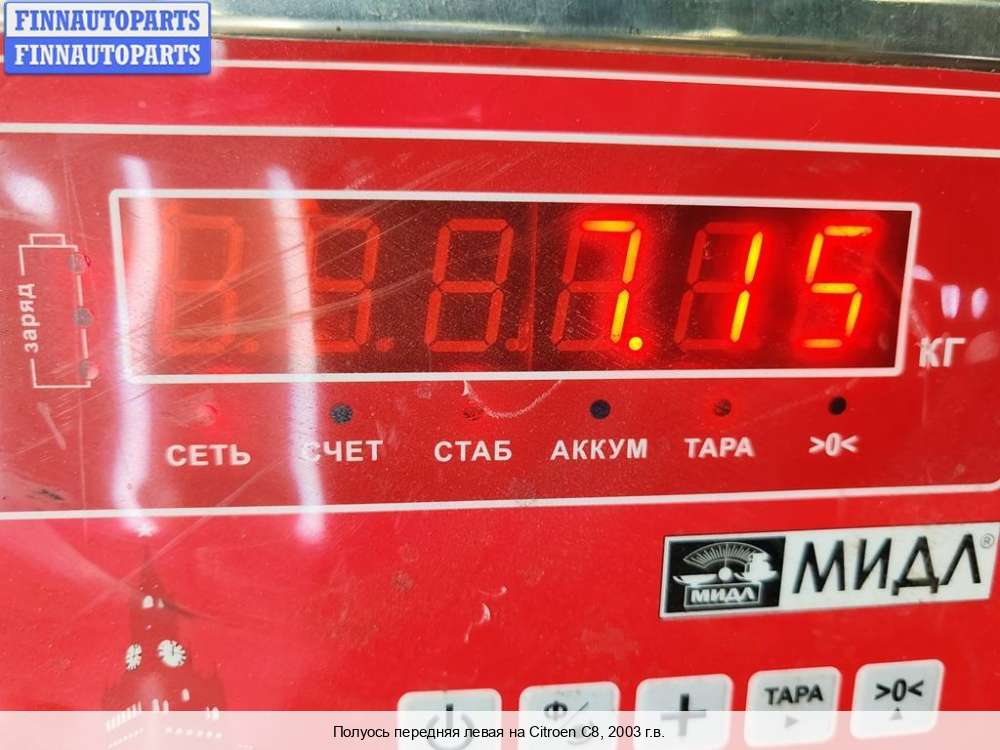 FINNAUTOPARTS
FINNAUTOPARTS
заряд
7.15
КГ
СЕТЬ СЧЕТ СТАБ АККУМ ТАРА >0<
МИДЛ МИДЛ®
ТАРА >0<
Полуось передняя левая на Citroen C8, 2003 г.в.